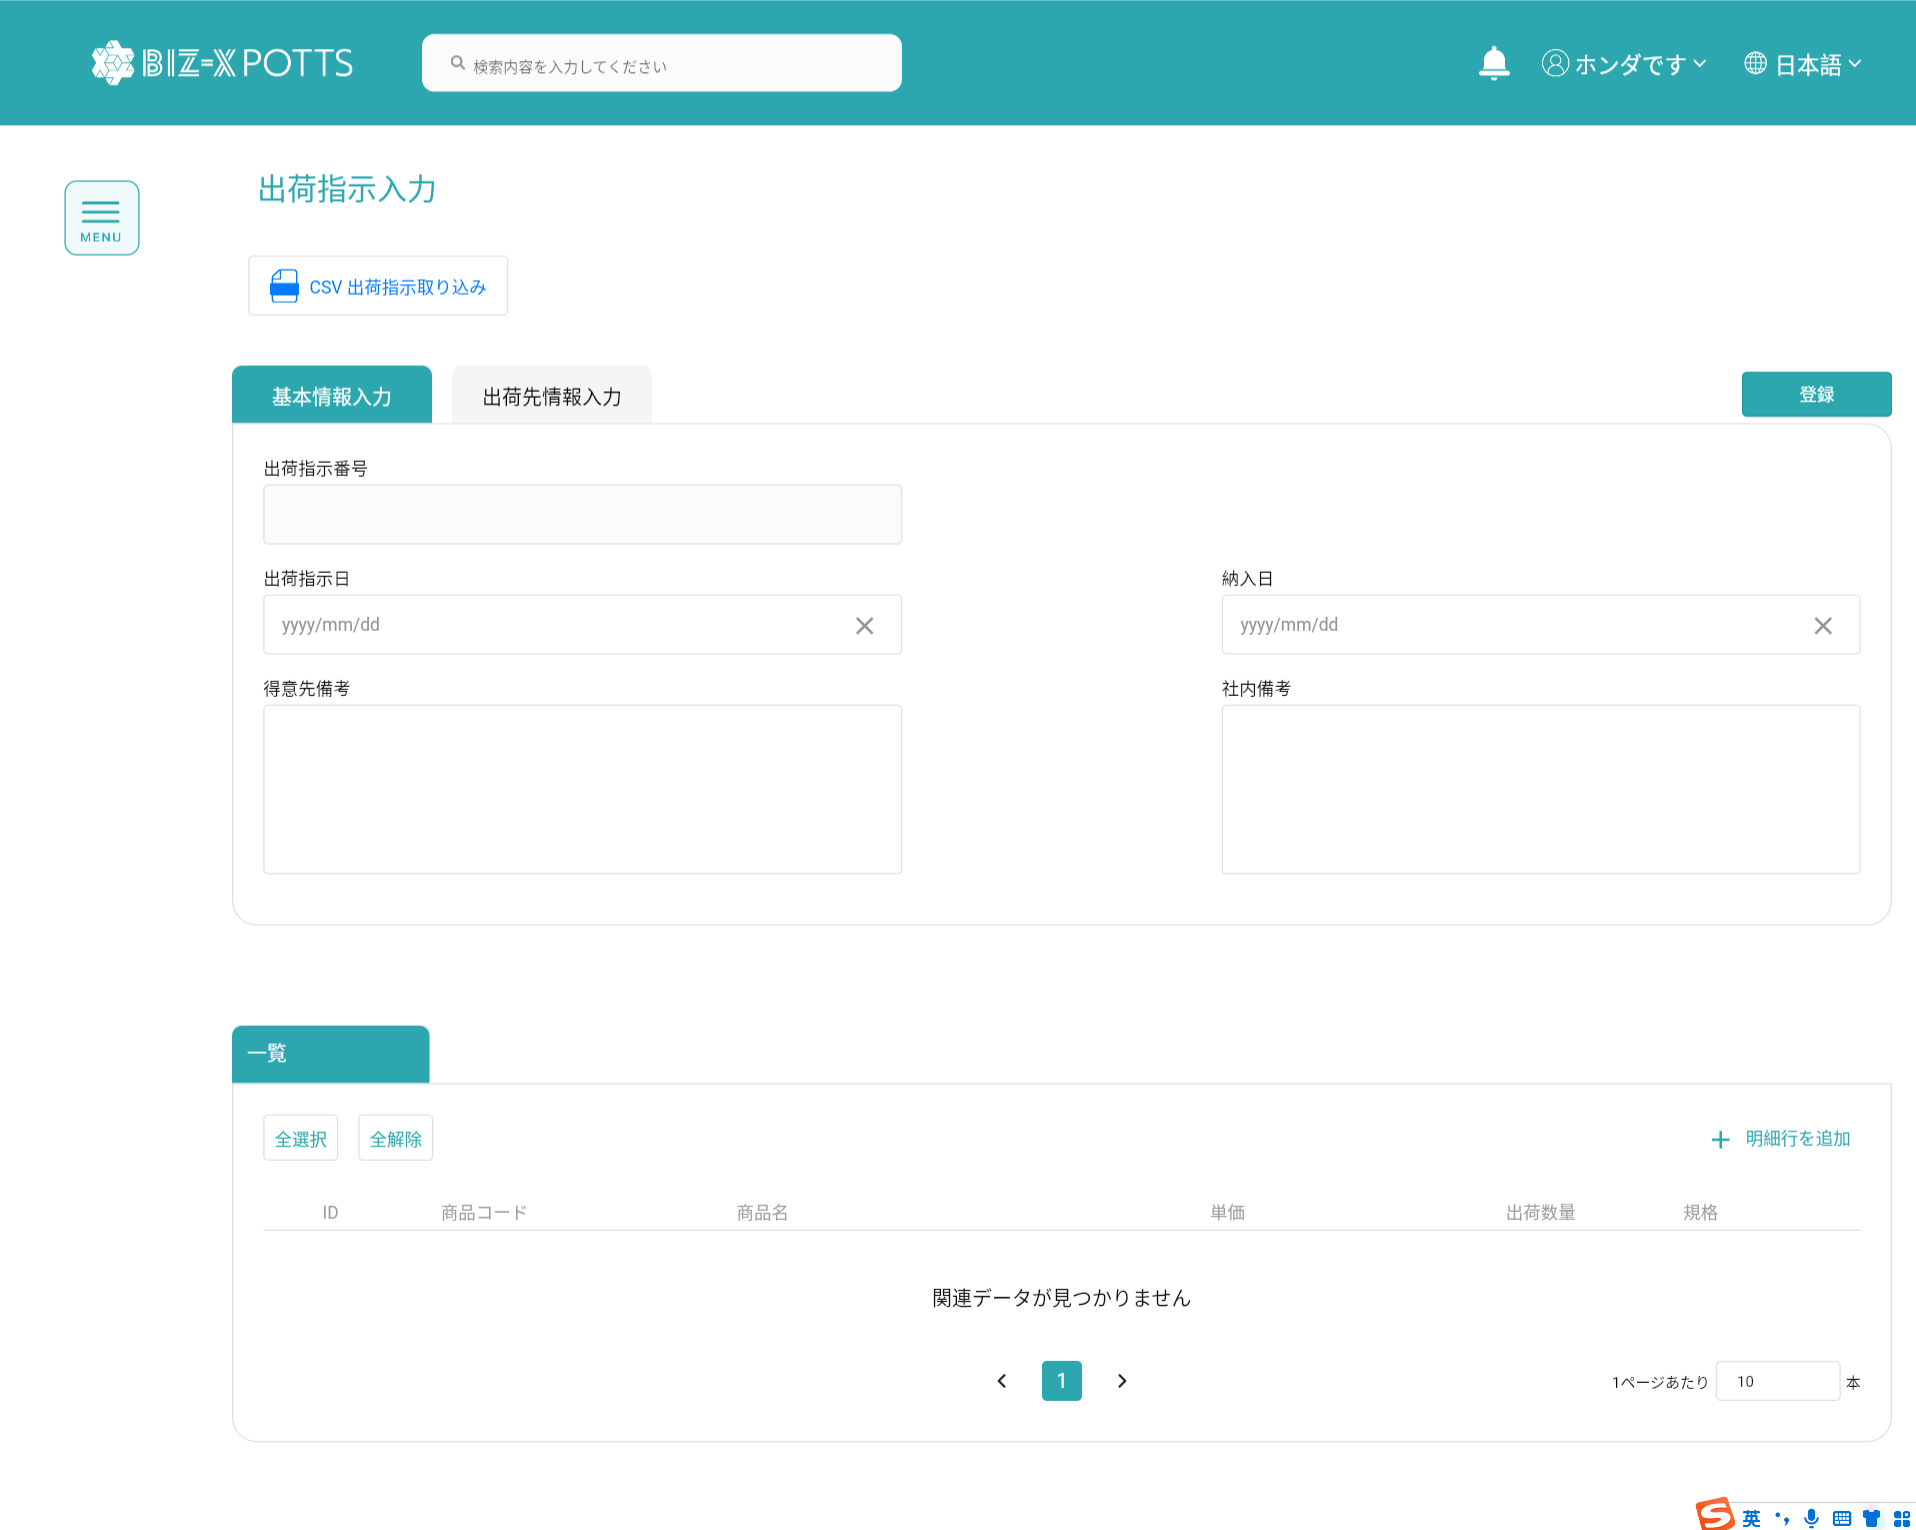 BIZ-X POTTS
検索内容を入力してください
ホンダです
日本語
MENU
出荷指示入力
CSV 出荷指示取り込み
基本情報入力
出荷先情報入力
登録
出荷指示番号
出荷指示日
納入日
yyyy/mm/dd
yyyy/mm/dd
得意先備考
社内備考
一覧
全選択
全解除
明細行を追加
ID
商品コード
商品名
単価
出荷数量
規格
関連データが見つかりません
1
1ページあたり
10
本
英